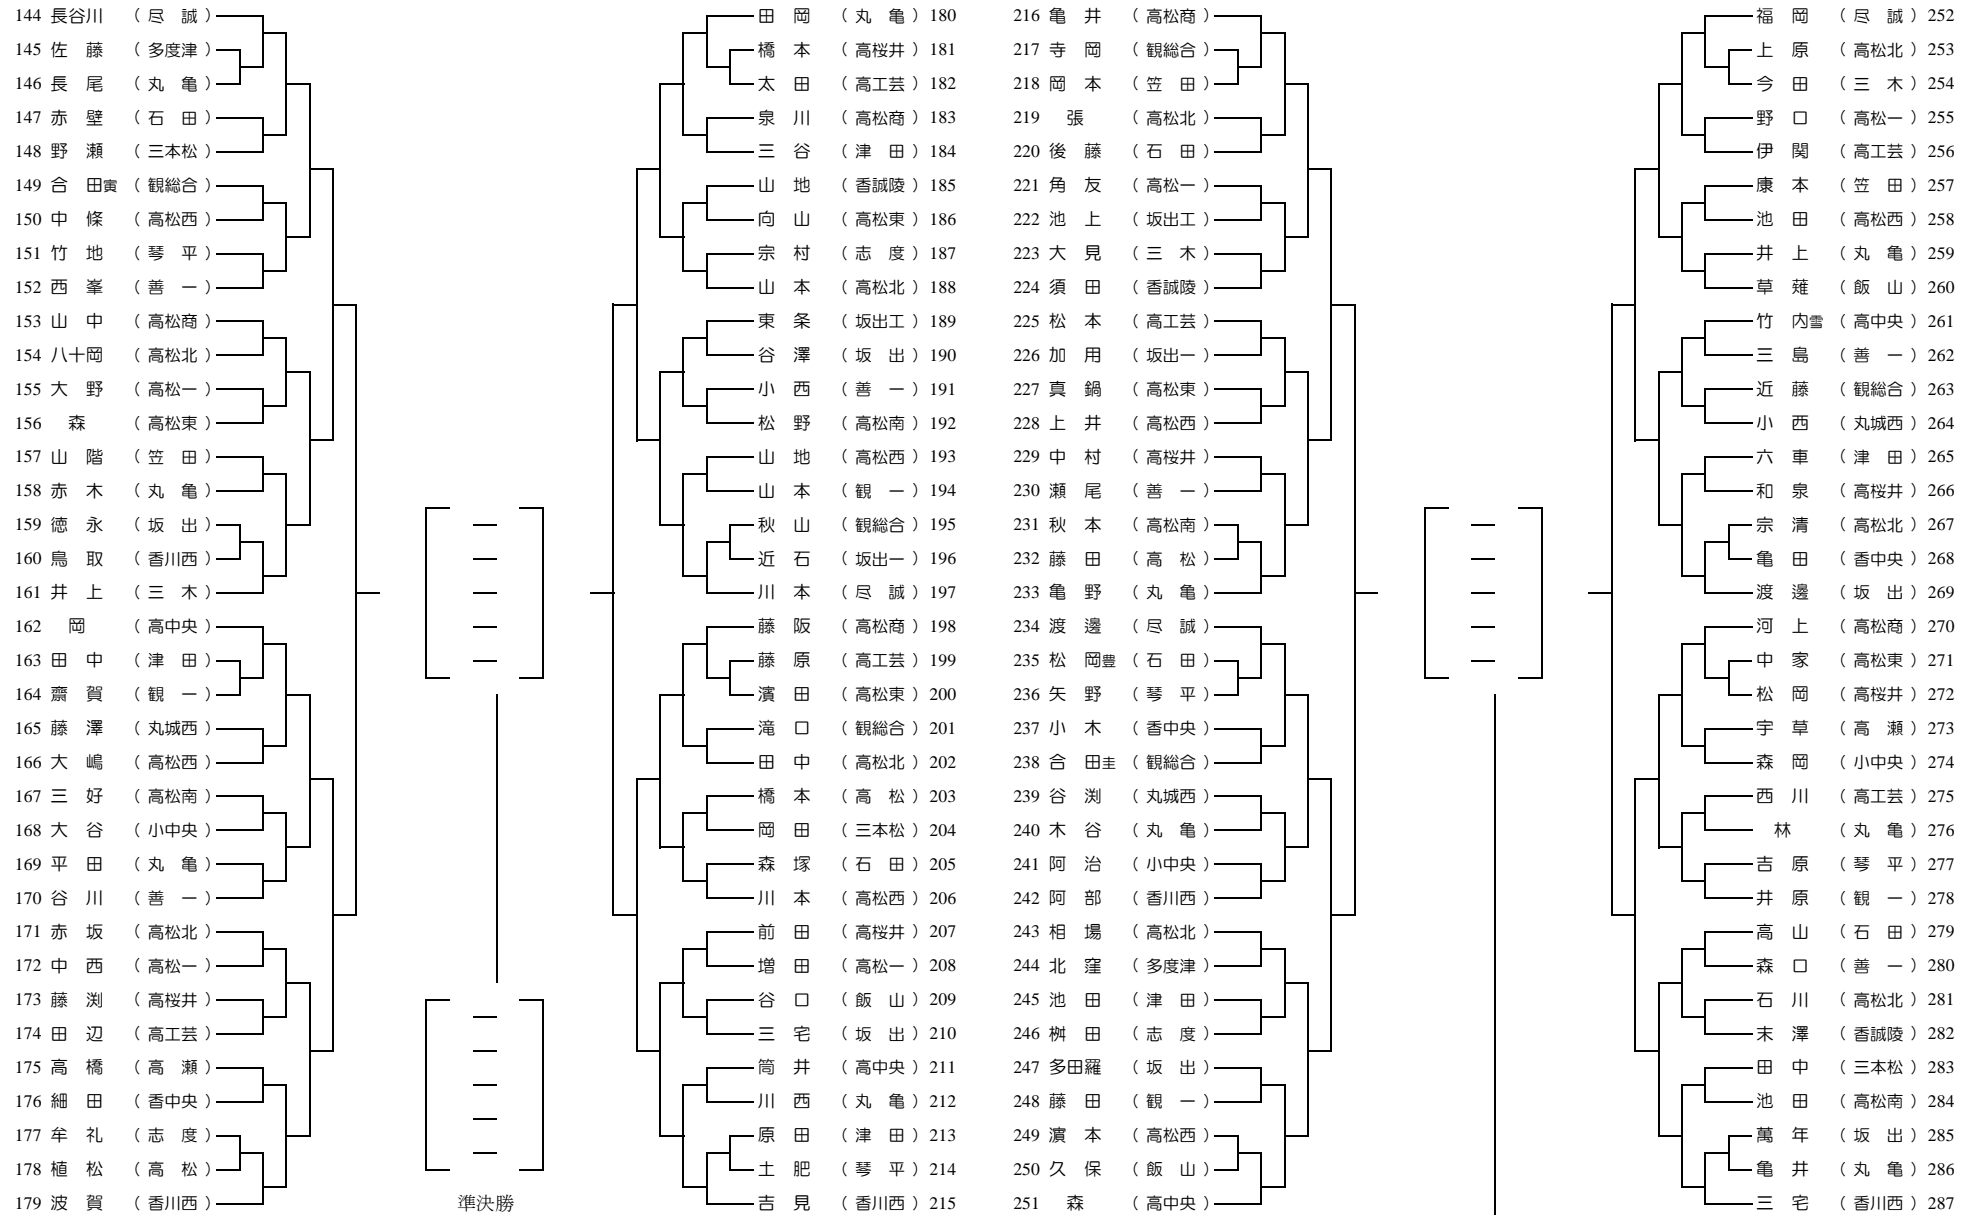 144 長谷川 （ 尽　誠 ）
145 佐　藤 （ 多度津 ）
146 長　尾 （ 丸　亀 ）
147 赤　壁 （ 石　田 ）
148 野　瀬 （ 三本松 ）
149 合　田寅 （ 観総合 ）
150 中　條 （ 高松西 ）
151 竹　地 （ 琴　平 ）
152 西　峯 （ 善　一 ）
153 山　中 （ 高松商 ）
154 八十岡 （ 高松北 ）
155 大　野 （ 高松一 ）
156 森 （ 高松東 ）
157 山　階 （ 笠　田 ）
158 赤　木 （ 丸　亀 ）
159 徳　永 （ 坂　出 ）
160 鳥　取 （ 香川西 ）
161 井　上 （ 三　木 ）
162 岡 （ 高中央 ）
163 田　中 （ 津　田 ）
164 齋　賀 （ 観　一 ）
165 藤　澤 （ 丸城西 ）
166 大　嶋 （ 高松西 ）
167 三　好 （ 高松南 ）
168 大　谷 （ 小中央 ）
169 平　田 （ 丸　亀 ）
170 谷　川 （ 善　一 ）
171 赤　坂 （ 高松北 ）
172 中　西 （ 高松一 ）
173 藤　渕 （ 高桜井 ）
174 田　辺 （ 高工芸 ）
175 高　橋 （ 高　瀬 ）
176 細　田 （ 香中央 ）
177 牟　礼 （ 志　度 ）
178 植　松 （ 高　松 ）
179 波　賀 （ 香川西 ）
準決勝
田　岡 （ 丸　亀 ） 180
橋　本 （ 高桜井 ） 181
太　田 （ 高工芸 ） 182
泉　川 （ 高松商 ） 183
三　谷 （ 津　田 ） 184
山　地 （ 香誠陵 ） 185
向　山 （ 高松東 ） 186
宗　村 （ 志　度 ） 187
山　本 （ 高松北 ） 188
東　条 （ 坂出工 ） 189
谷　澤 （ 坂　出 ） 190
小　西 （ 善　一 ） 191
松　野 （ 高松南 ） 192
山　地 （ 高松西 ） 193
山　本 （ 観　一 ） 194
秋　山 （ 観総合 ） 195
近　石 （ 坂出一 ） 196
川　本 （ 尽　誠 ） 197
藤　阪 （ 高松商 ） 198
藤　原 （ 高工芸 ） 199
濱　田 （ 高松東 ） 200
滝　口 （ 観総合 ） 201
田　中 （ 高松北 ） 202
橋　本 （ 高　松 ） 203
岡　田 （ 三本松 ） 204
森　塚 （ 石　田 ） 205
川　本 （ 高松西 ） 206
前　田 （ 高桜井 ） 207
増　田 （ 高松一 ） 208
谷　口 （ 飯　山 ） 209
三　宅 （ 坂　出 ） 210
筒　井 （ 高中央 ） 211
川　西 （ 丸　亀 ） 212
原　田 （ 津　田 ） 213
土　肥 （ 琴　平 ） 214
吉　見 （ 香川西 ） 215
216 亀　井 （ 高松商 ）
217 寺　岡 （ 観総合 ）
218 岡　本 （ 笠　田 ）
219 張 （ 高松北 ）
220 後　藤 （ 石　田 ）
221 角　友 （ 高松一 ）
222 池　上 （ 坂出工 ）
223 大　見 （ 三　木 ）
224 須　田 （ 香誠陵 ）
225 松　本 （ 高工芸 ）
226 加　用 （ 坂出一 ）
227 真　鍋 （ 高松東 ）
228 上　井 （ 高松西 ）
229 中　村 （ 高桜井 ）
230 瀬　尾 （ 善　一 ）
231 秋　本 （ 高松南 ）
232 藤　田 （ 高　松 ）
233 亀　野 （ 丸　亀 ）
234 渡　邊 （ 尽　誠 ）
235 松　岡豊 （ 石　田 ）
236 矢　野 （ 琴　平 ）
237 小　木 （ 香中央 ）
238 合　田圭 （ 観総合 ）
239 谷　渕 （ 丸城西 ）
240 木　谷 （ 丸　亀 ）
241 阿　治 （ 小中央 ）
242 阿　部 （ 香川西 ）
243 相　場 （ 高松北 ）
244 北　窪 （ 多度津 ）
245 池　田 （ 津　田 ）
246 桝　田 （ 志　度 ）
247 多田羅 （ 坂　出 ）
248 藤　田 （ 観　一 ）
249 濵　本 （ 高松西 ）
250 久　保 （ 飯　山 ）
251 森 （ 高中央 ）
福　岡 （ 尽　誠 ） 252
上　原 （ 高松北 ） 253
今　田 （ 三　木 ） 254
野　口 （ 高松一 ） 255
伊　関 （ 高工芸 ） 256
康　本 （ 笠　田 ） 257
池　田 （ 高松西 ） 258
井　上 （ 丸　亀 ） 259
草　薙 （ 飯　山 ） 260
竹　内雪 （ 高中央 ） 261
三　島 （ 善　一 ） 262
近　藤 （ 観総合 ） 263
小　西 （ 丸城西 ） 264
六　車 （ 津　田 ） 265
和　泉 （ 高桜井 ） 266
宗　清 （ 高松北 ） 267
亀　田 （ 香中央 ） 268
渡　邊 （ 坂　出 ） 269
河　上 （ 高松商 ） 270
中　家 （ 高松東 ） 271
松　岡 （ 高桜井 ） 272
宇　草 （ 高　瀬 ） 273
森　岡 （ 小中央 ） 274
西　川 （ 高工芸 ） 275
林 （ 丸　亀 ） 276
吉　原 （ 琴　平 ） 277
井　原 （ 観　一 ） 278
高　山 （ 石　田 ） 279
森　口 （ 善　一 ） 280
石　川 （ 高松北 ） 281
末　澤 （ 香誠陵 ） 282
田　中 （ 三本松 ） 283
池　田 （ 高松南 ） 284
萬　年 （ 坂　出 ） 285
亀　井 （ 丸　亀 ） 286
三　宅 （ 香川西 ） 287